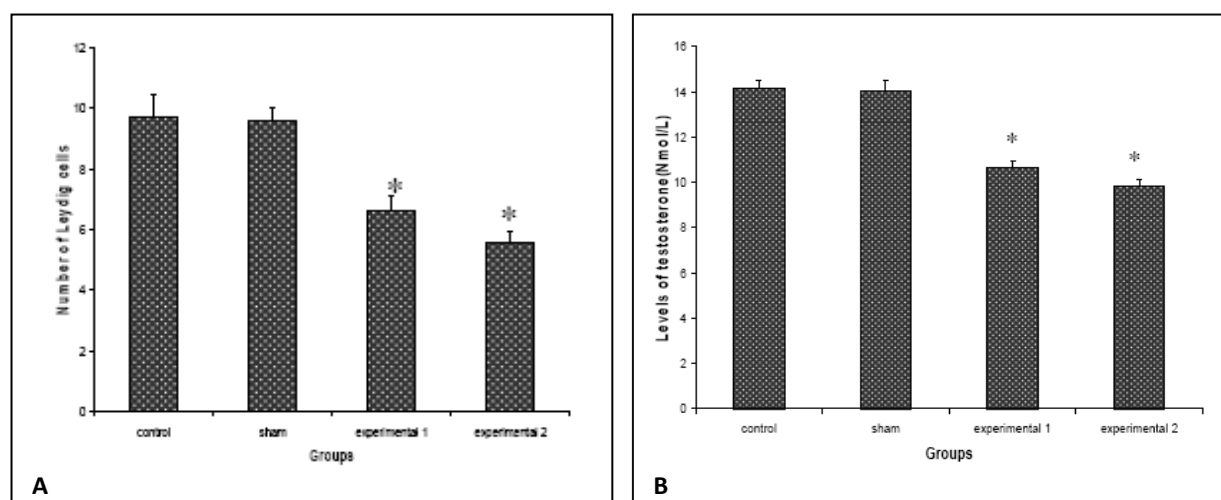 Number of Leydig cells
12
10
8
6
4
2
0
*
*
control sham experimental 1 experimental 2
Groups
A
Levels of testosterone(Nmol/L)
16
14
12
10
8
6
4
2
0
*
*
control sham experimental 1 experimental 2
Groups
B